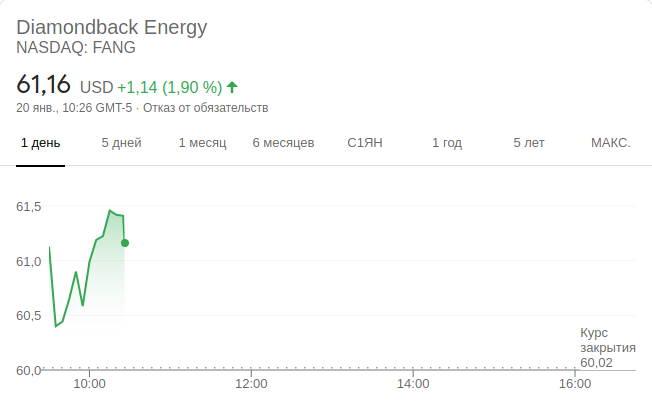 Diamondback Energy
NASDAQ: FANG
61,16 USD +1,14 (1,90 %)
20 янв., 10:26 GMT-5 · Отказ от обязательств
1 день 5 дней 1 месяц 6 месяцев С1ЯН 1 год 5 лет МАКС.
61,5
61,0
60,5
60,0
Курс
закрытия
60,02
10:00 12:00 14:00 16:00